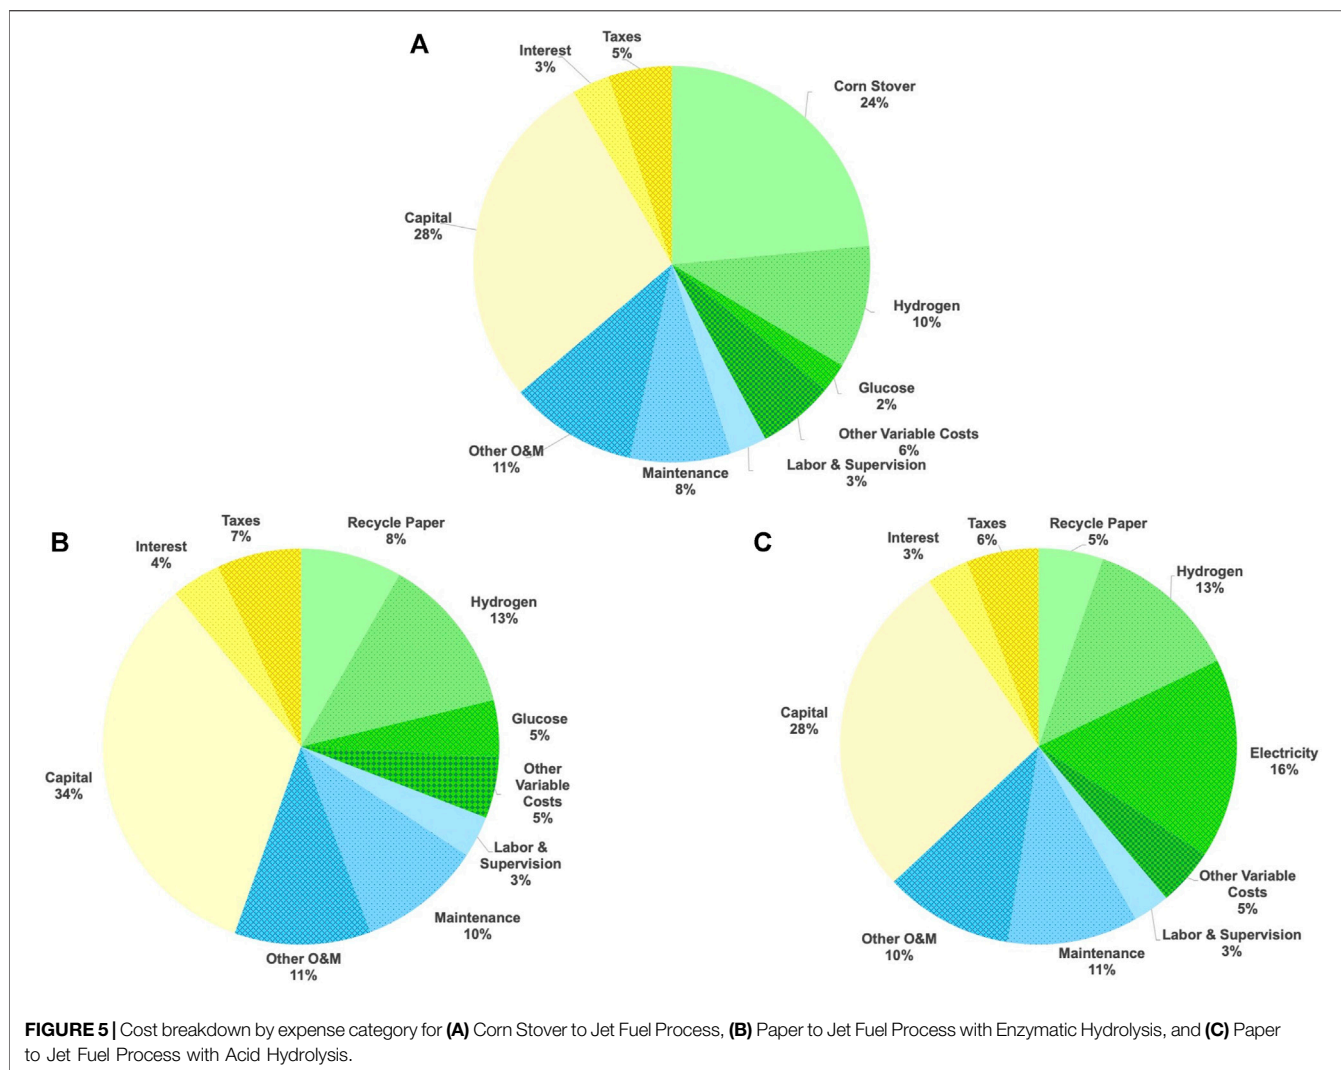 A
Taxes
5%
Interest
3%
Corn Stover
24%
Capital
28%
Hydrogen
10%
Glucose
2%
Other Variable Costs
6%
Other O&M
11%
Maintenance
8%
Labor & Supervision
3%
B
Taxes
7%
Recycle Paper
8%
Interest
4%
Hydrogen
13%
Glucose
5%
Other
Variable
Costs
5%
Capital
34%
Labor &
Supervision
3%
Maintenance
10%
Other O&M
11%
C
Taxes
6%
Recycle Paper
5%
Interest
3%
Hydrogen
13%
Capital
28%
Electricity
16%
Other Variable
Costs
5%
Labor & Supervision
3%
Other O&M
10%
Maintenance
11%
FIGURE 5 | Cost breakdown by expense category for (A) Corn Stover to Jet Fuel Process, (B) Paper to Jet Fuel Process with Enzymatic Hydrolysis, and (C) Paper
to Jet Fuel Process with Acid Hydrolysis.